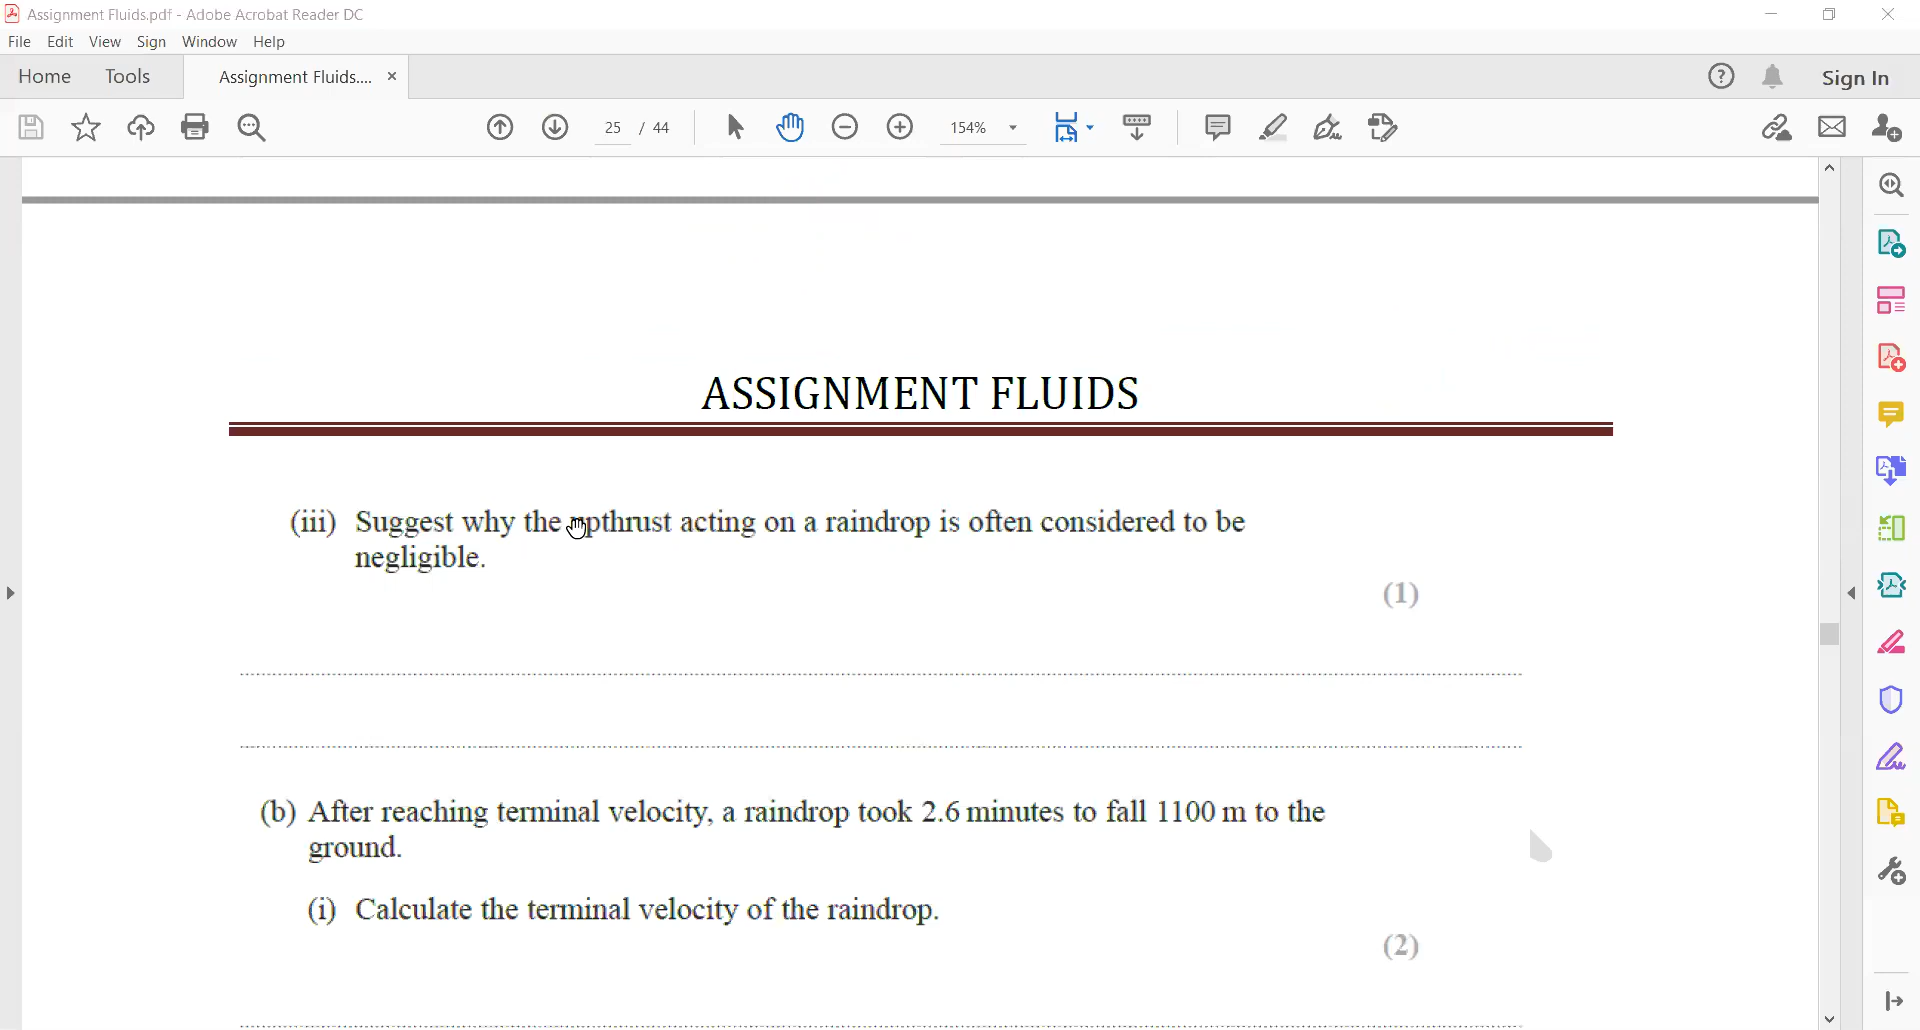 Assignment Fluids.pdf - Adobe Acrobat Reader DC
File Edit View Sign Window Help
Home Tools Assignment Fluids.... × Sign In
25 / 44 154%
ASSIGNMENT FLUIDS
(iii) Suggest why the upthrust acting on a raindrop is often considered to be
negligible.
(1)
(b) After reaching terminal velocity, a raindrop took 2.6 minutes to fall 1100 m to the
ground.
(i) Calculate the terminal velocity of the raindrop.
(2)